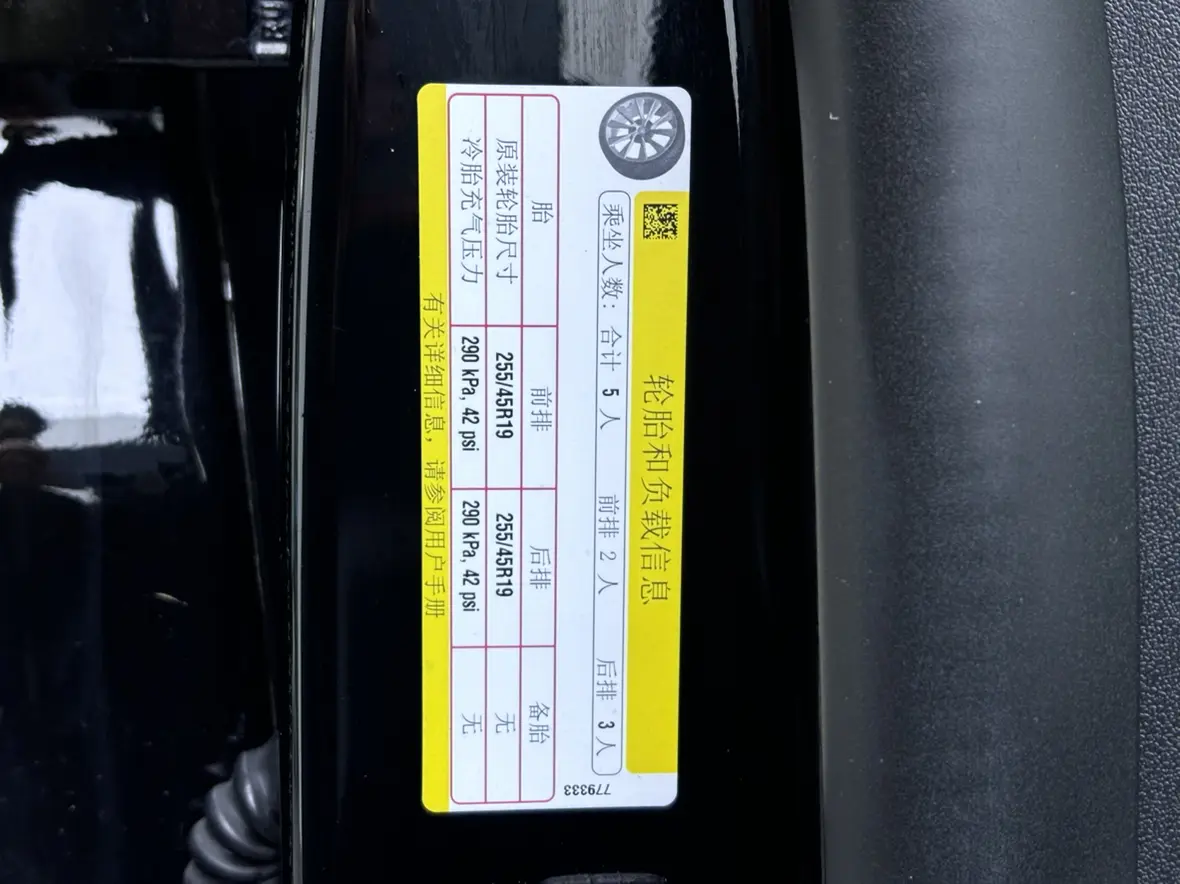 轮胎和负载信息
乘坐人数： 合计 5 人 前排 2 人 后排 3 人
胎 前排 后排 备胎
原装轮胎尺寸 255/45R19 255/45R19 无
冷胎充气压力 290 kPa, 42 psi 290 kPa, 42 psi 无
有关详细信息，请参阅用户手册
779333